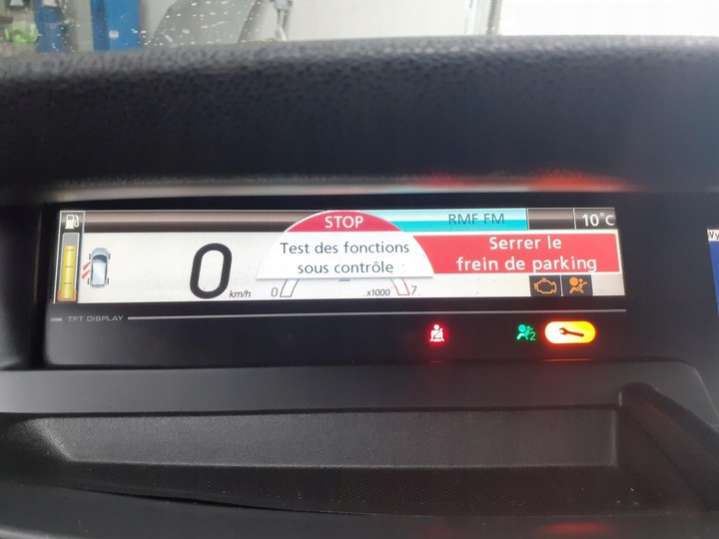 STOP
RMF FM
10°C
Test des fonctions
sous contrôle
Serrer le
frein de parking
0
km/h
0
x1000
7
TFT DISPLAY
2